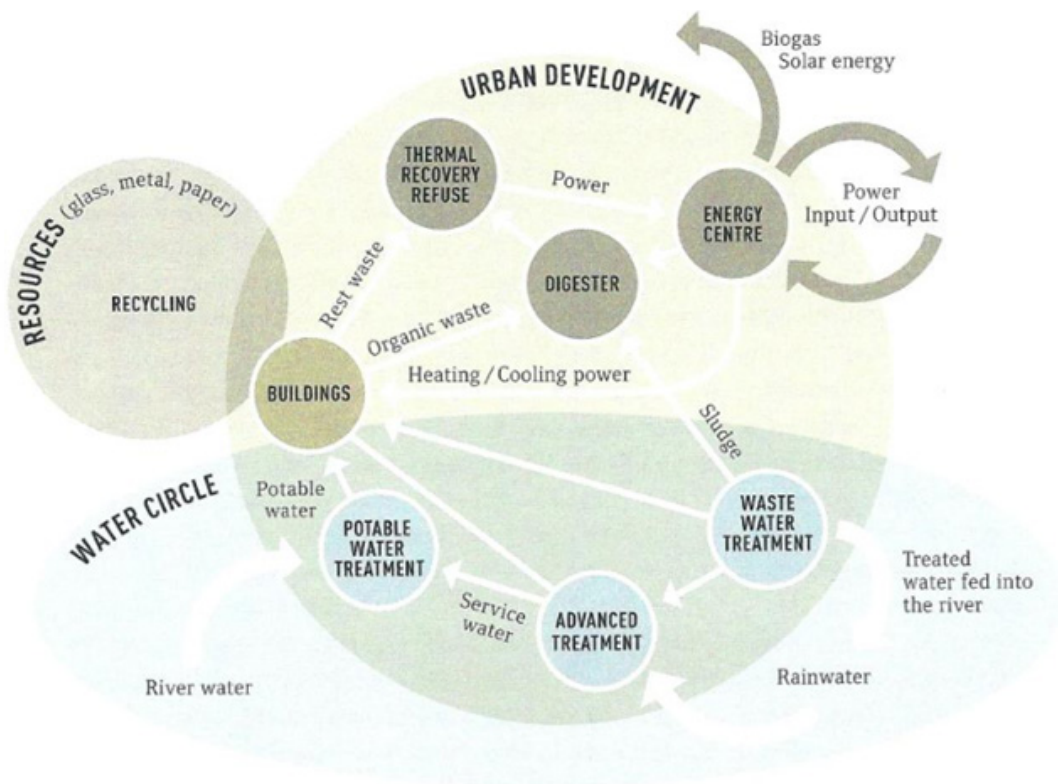 Biogas
Solar energy
URBAN DEVELOPMENT
THERMAL
RECOVERY
REFUSE
Power
ENERGY
CENTRE
Power
Input / Output
RESOURCES (glass, metal, paper)
RECYCLING
Rest waste
DIGESTER
Organic waste
Heating / Cooling power
BUILDINGS
Sludge
WATER CIRCLE
Potable
water
POTABLE
WATER
TREATMENT
WASTE
WATER
TREATMENT
Treated
water fed into
the river
Service
water
ADVANCED
TREATMENT
River water
Rainwater